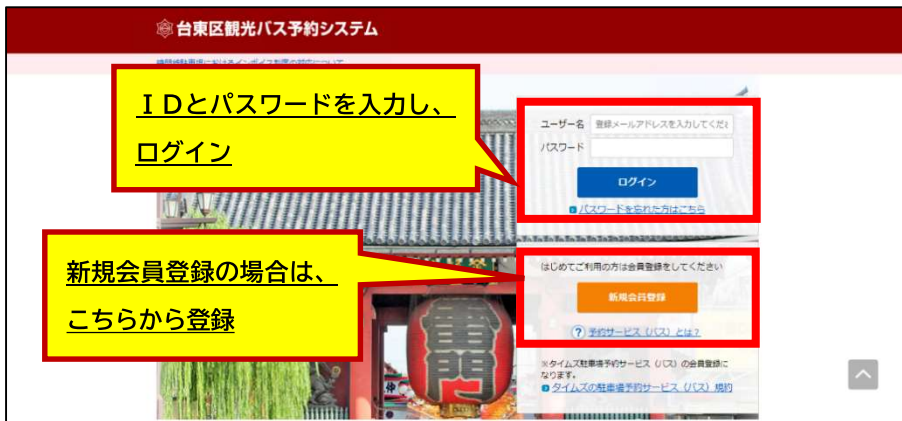 台東区観光バス予約システム
IDとパスワードを入力し、
ログイン
ユーザー名 登録メールアドレスを入力してくださ
パスワード
ログイン
パスワードを忘れた方はこちら
新規会員登録の場合は、
こちらから登録
はじめてご利用の方は会員登録をしてください
新規会員登録
? 予約サービス(バス)とは?
※タイムズ駐車場予約サービス(バス)の会員登録に
なります。
タイムズの駐車場予約サービス(バス)規約
雷門
仲